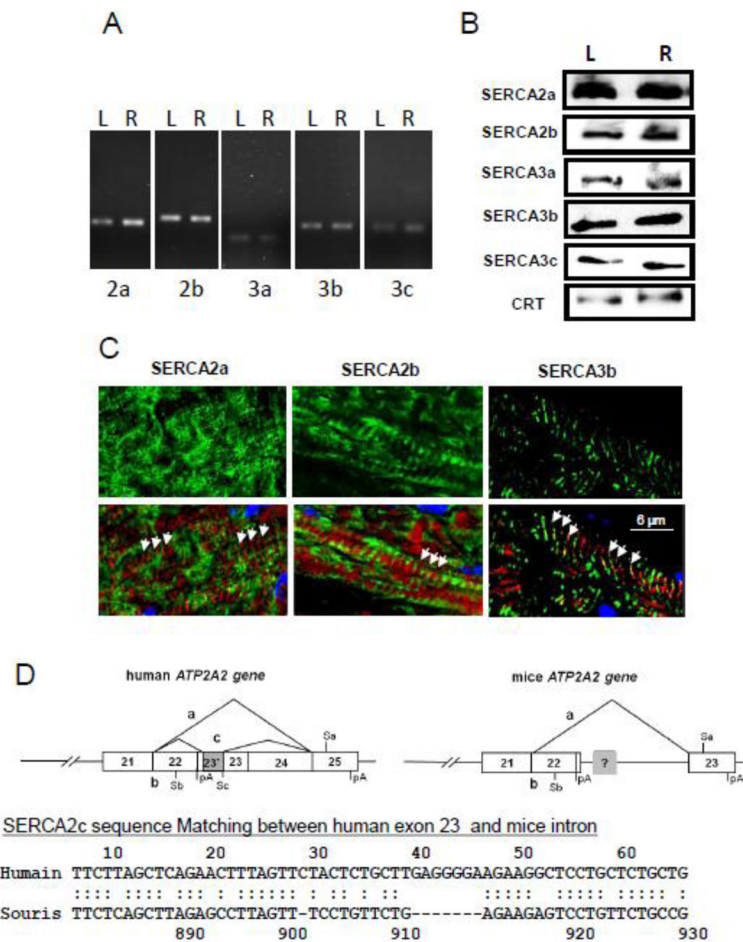 A
L R L R L R L R L R
2a 2b 3a 3b 3c
B
L R
SERCA2a
SERCA2b
SERCA3a
SERCA3b
SERCA3c
CRT
C
SERCA2a SERCA2b SERCA3b
6 µm
D
human ATP2A2 gene mice ATP2A2 gene
a a
c Sa Sa
21 22 23' 23 24 25 21 22 ? 23
b Sb pA Sc pA b Sb pA pA
SERCA2c sequence Matching between human exon 23 and mice intron
10 20 30 40 50 60
Humain TTCTTAGCTCAGAACTTTAGTTCTACTCTGCTTGAGGGGAAGAAGGCTCCTGCTCTGCTG
Souris TTCTCAGCTTAGAGCCTTAGTT-TCCTGTTCTG-------AGAAGAGTCCTGTTCTGCCG
890 900 910 920 930